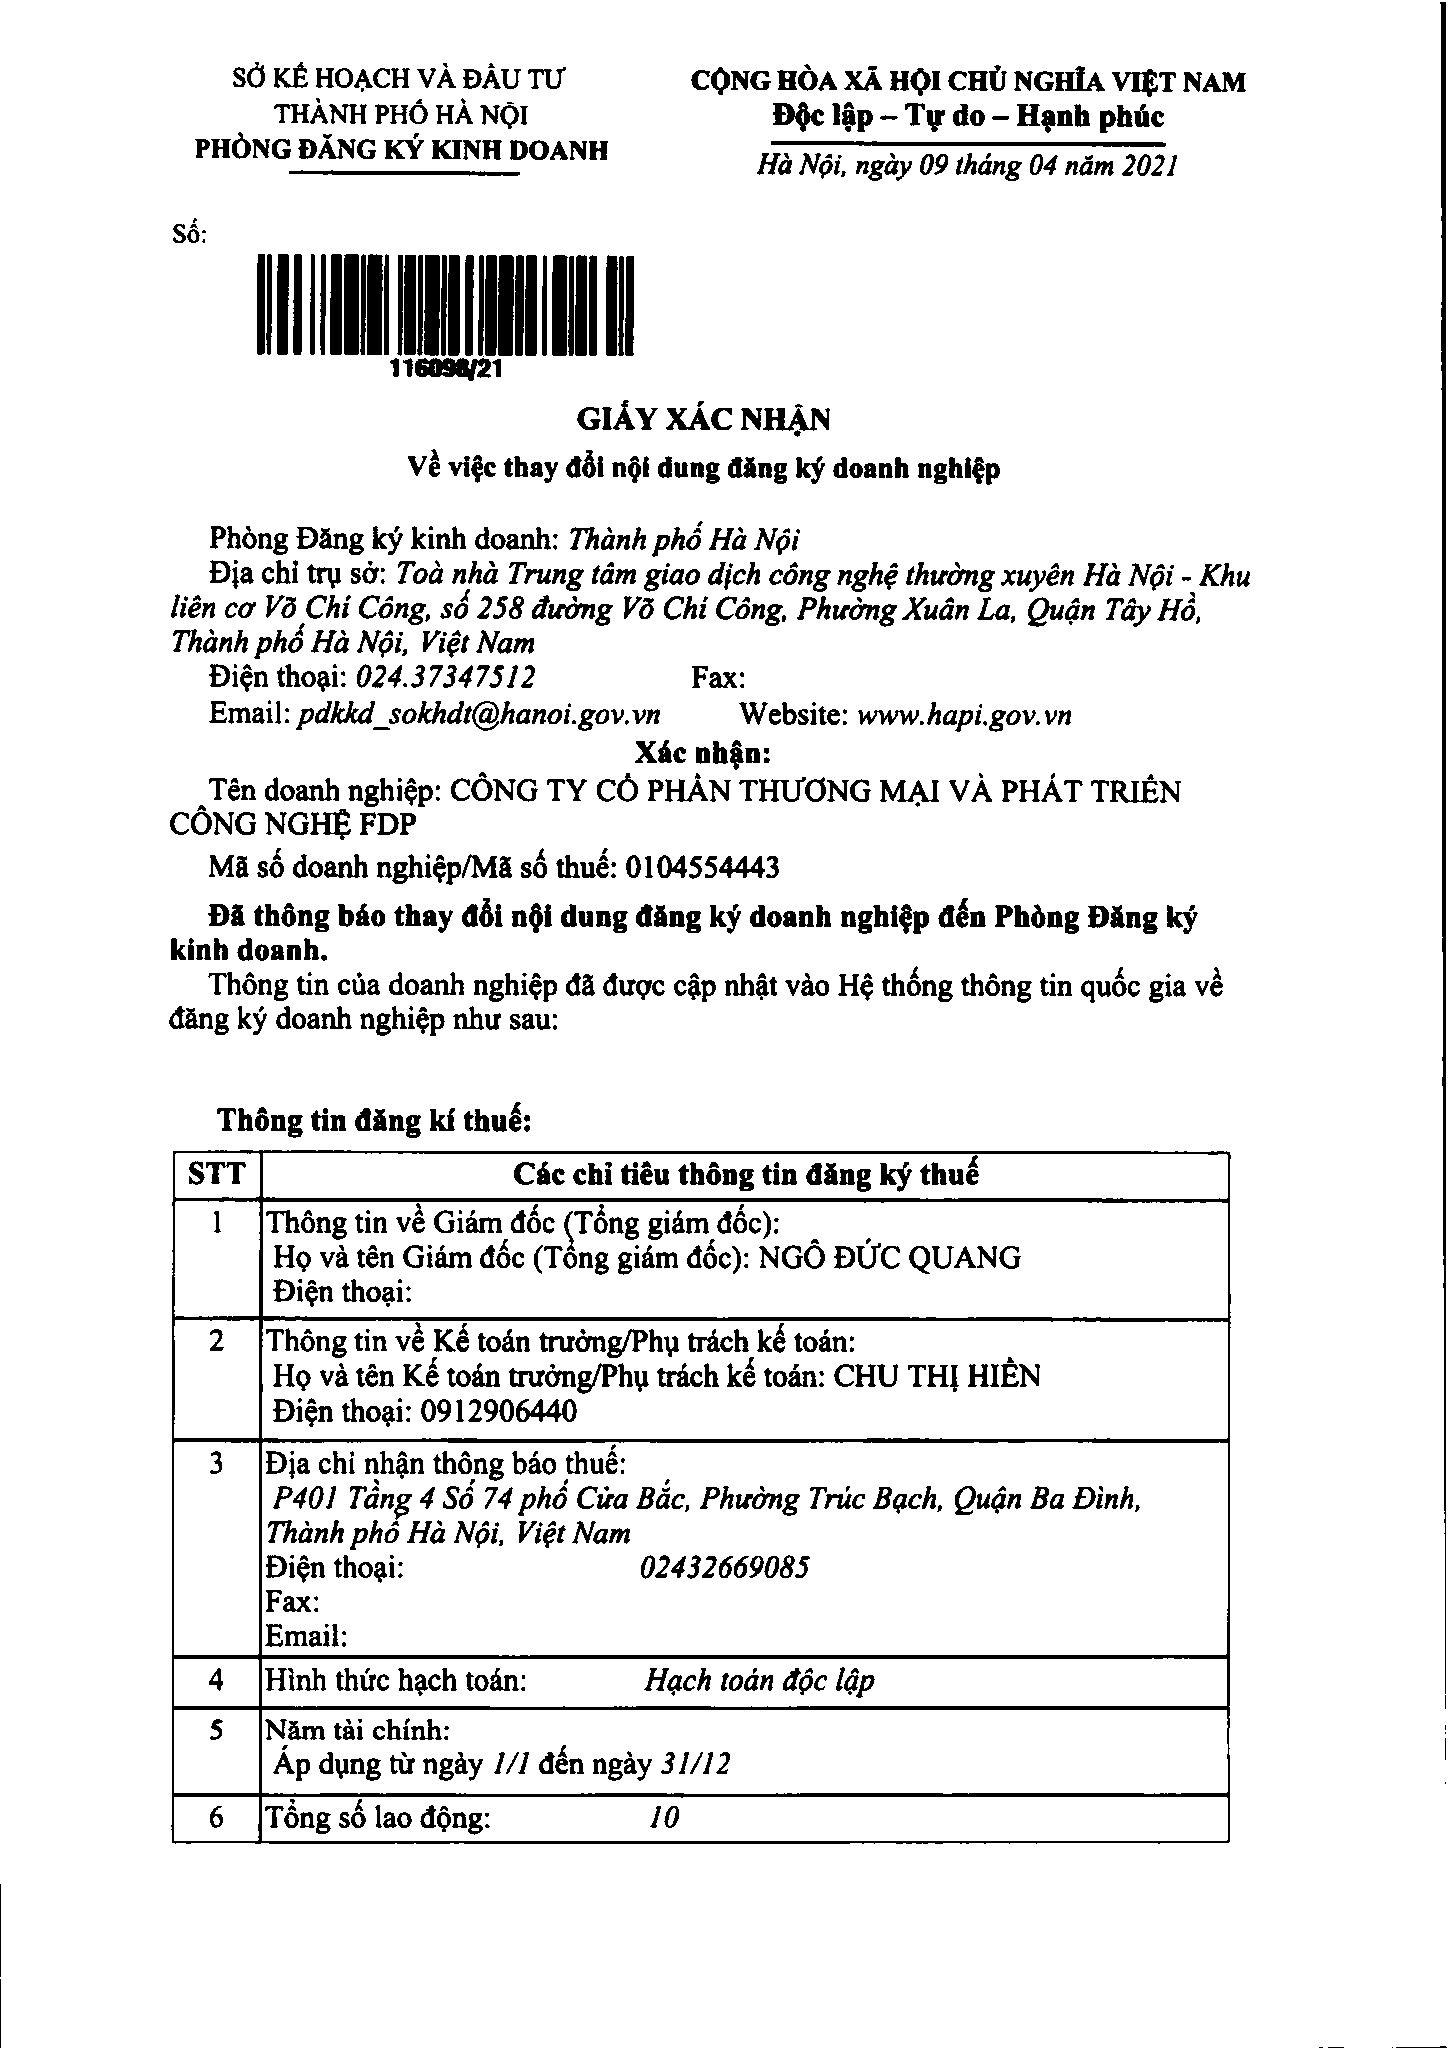 SỞ KẾ HOẠCH VÀ ĐẦU TƯ
THÀNH PHỐ HÀ NỘI
PHÒNG ĐĂNG KÝ KINH DOANH
CỘNG HÒA XÃ HỘI CHỦ NGHĨA VIỆT NAM
Độc lập – Tự do – Hạnh phúc
Hà Nội, ngày 09 tháng 04 năm 2021
Số:
116098/21
GIẤY XÁC NHẬN
Về việc thay đổi nội dung đăng ký doanh nghiệp
Phòng Đăng ký kinh doanh: Thành phố Hà Nội
Địa chỉ trụ sở: Toà nhà Trung tâm giao dịch công nghệ thường xuyên Hà Nội - Khu
liên cơ Võ Chí Công, số 258 đường Võ Chí Công, Phường Xuân La, Quận Tây Hồ,
Thành phố Hà Nội, Việt Nam
Điện thoại: 024.37347512 Fax:
Email: pdkkd_sokhdt@hanoi.gov.vn Website: www.hapi.gov.vn
Xác nhận:
Tên doanh nghiệp: CÔNG TY CỔ PHẦN THƯƠNG MẠI VÀ PHÁT TRIỂN
CÔNG NGHỆ FDP
Mã số doanh nghiệp/Mã số thuế: 0104554443
Đã thông báo thay đổi nội dung đăng ký doanh nghiệp đến Phòng Đăng ký
kinh doanh.
Thông tin của doanh nghiệp đã được cập nhật vào Hệ thống thông tin quốc gia về
đăng ký doanh nghiệp như sau:
Thông tin đăng kí thuế:
STT Các chỉ tiêu thông tin đăng ký thuế
1 Thông tin về Giám đốc (Tổng giám đốc):
Họ và tên Giám đốc (Tổng giám đốc): NGÔ ĐỨC QUANG
Điện thoại:
2 Thông tin về Kế toán trưởng/Phụ trách kế toán:
Họ và tên Kế toán trưởng/Phụ trách kế toán: CHU THỊ HIỀN
Điện thoại: 0912906440
3 Địa chỉ nhận thông báo thuế:
P401 Tầng 4 Số 74 phố Cửa Bắc, Phường Trúc Bạch, Quận Ba Đình,
Thành phố Hà Nội, Việt Nam
Điện thoại: 02432669085
Fax:
Email:
4 Hình thức hạch toán: Hạch toán độc lập
5 Năm tài chính:
Áp dụng từ ngày 1/1 đến ngày 31/12
6 Tổng số lao động: 10